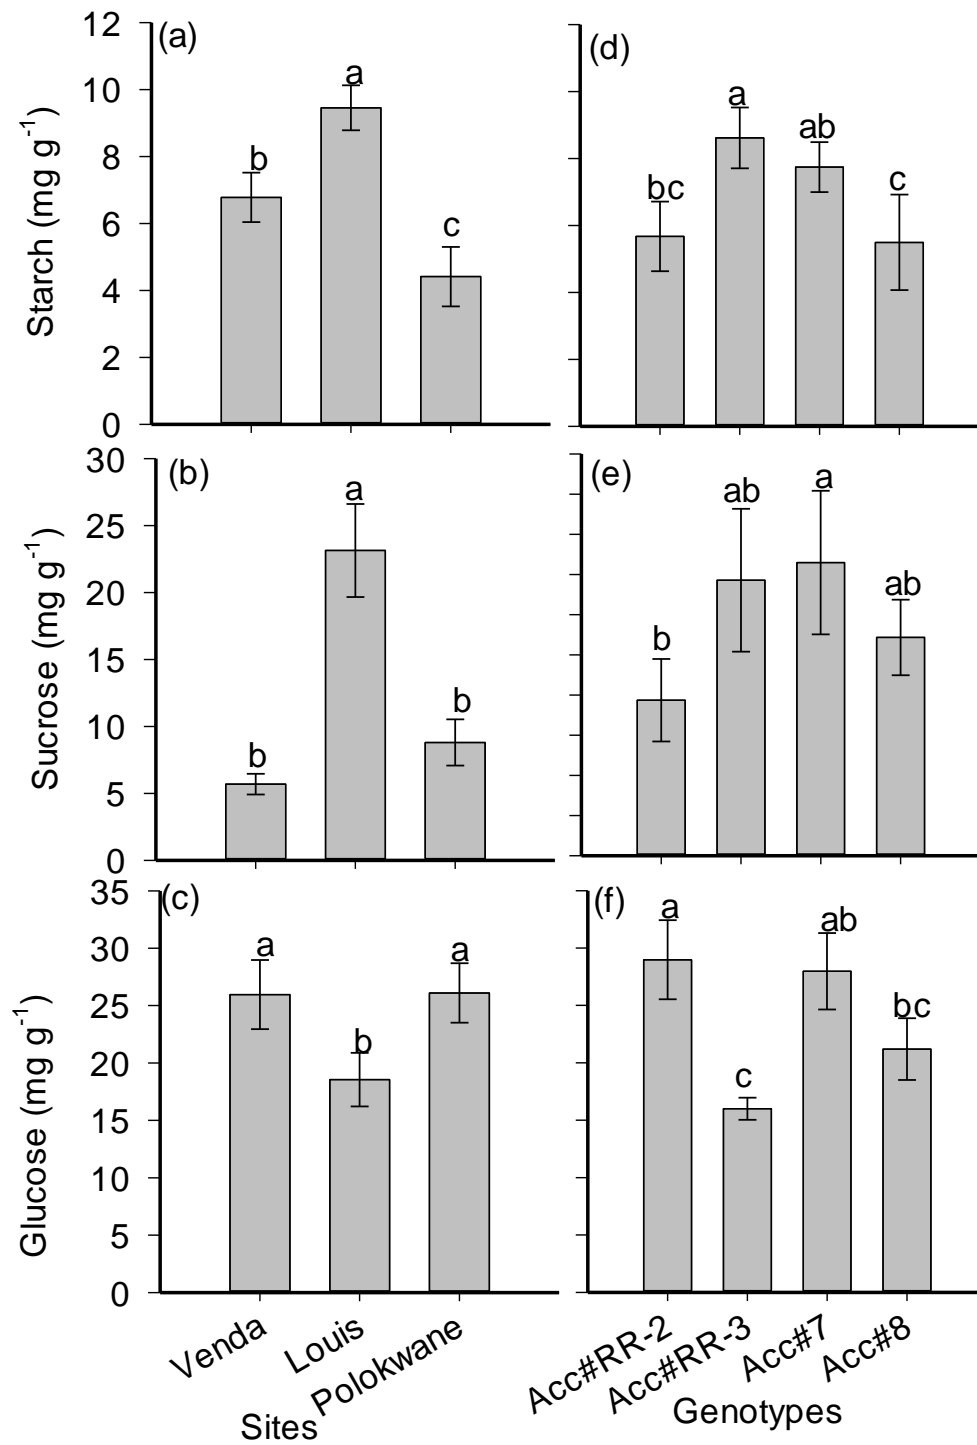 (a)
Starch (mg g⁻¹)
12
10
8
6
4
2
0
b
a
c
(d)
bc
a
ab
c
(b)
Sucrose (mg g⁻¹)
30
25
20
15
10
5
0
b
a
b
(e)
b
ab
a
ab
(c)
Glucose (mg g⁻¹)
35
30
25
20
15
10
5
0
a
b
a
Venda
Louis
Polokwane
Sites
(f)
a
c
ab
bc
Acc#RR-2
Acc#RR-3
Acc#7
Acc#8
Genotypes